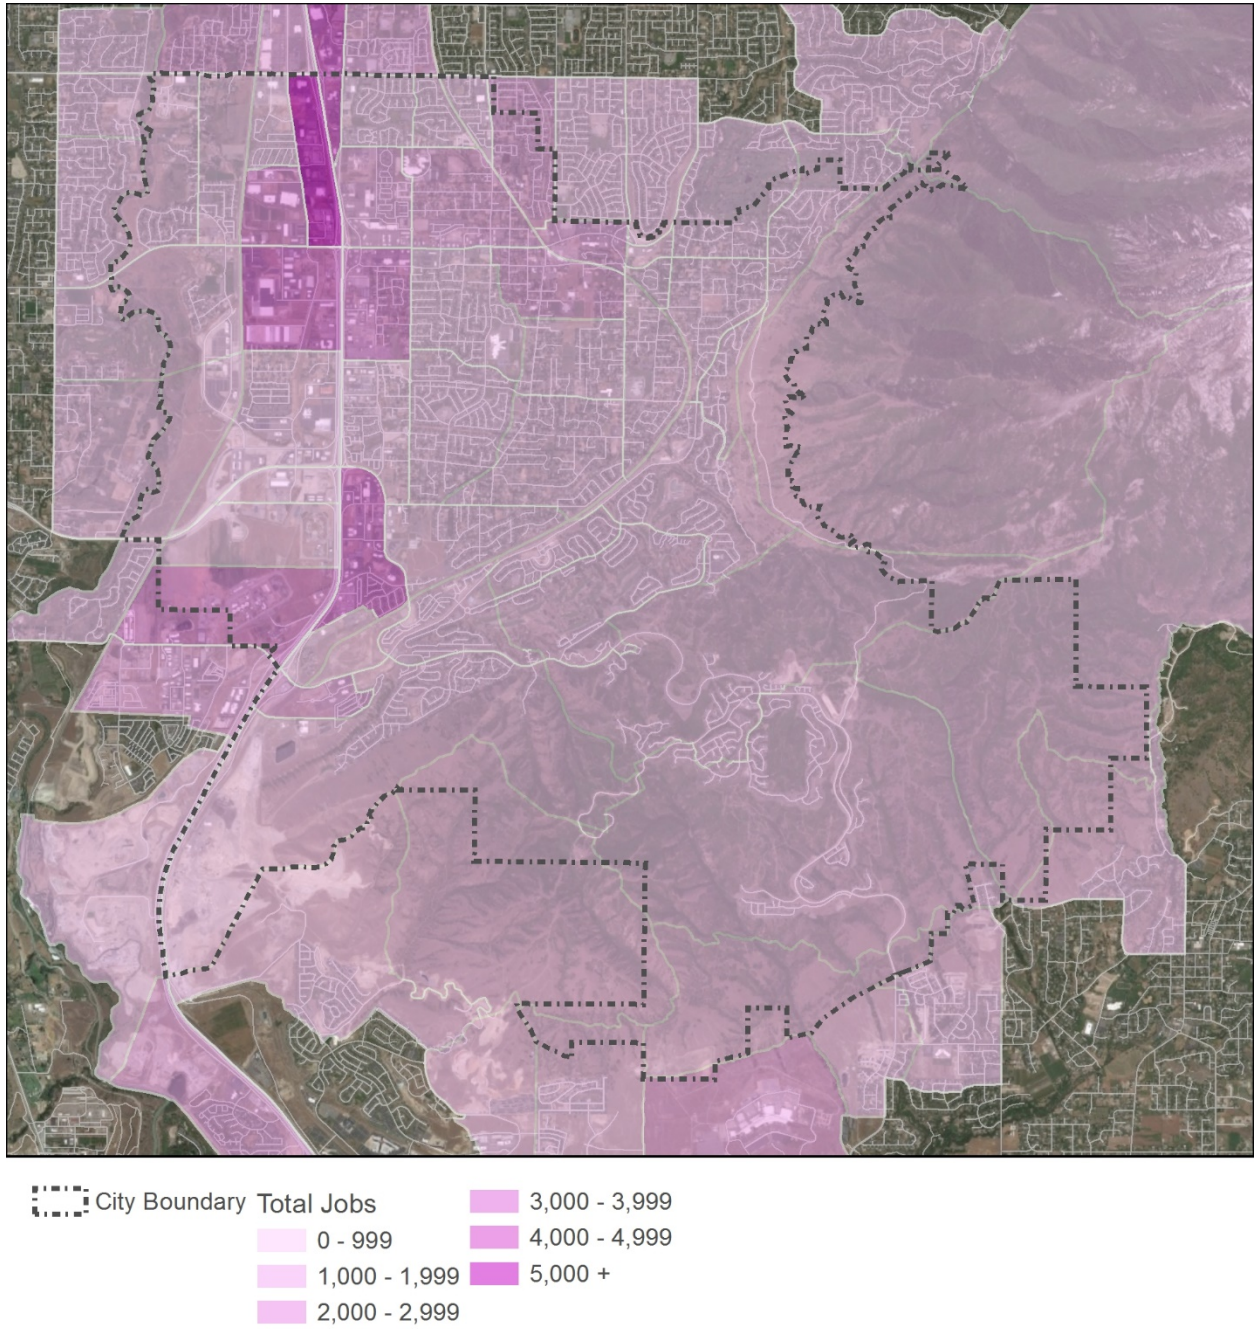 City Boundary
Total Jobs
0 - 999
1,000 - 1,999
2,000 - 2,999
3,000 - 3,999
4,000 - 4,999
5,000 +